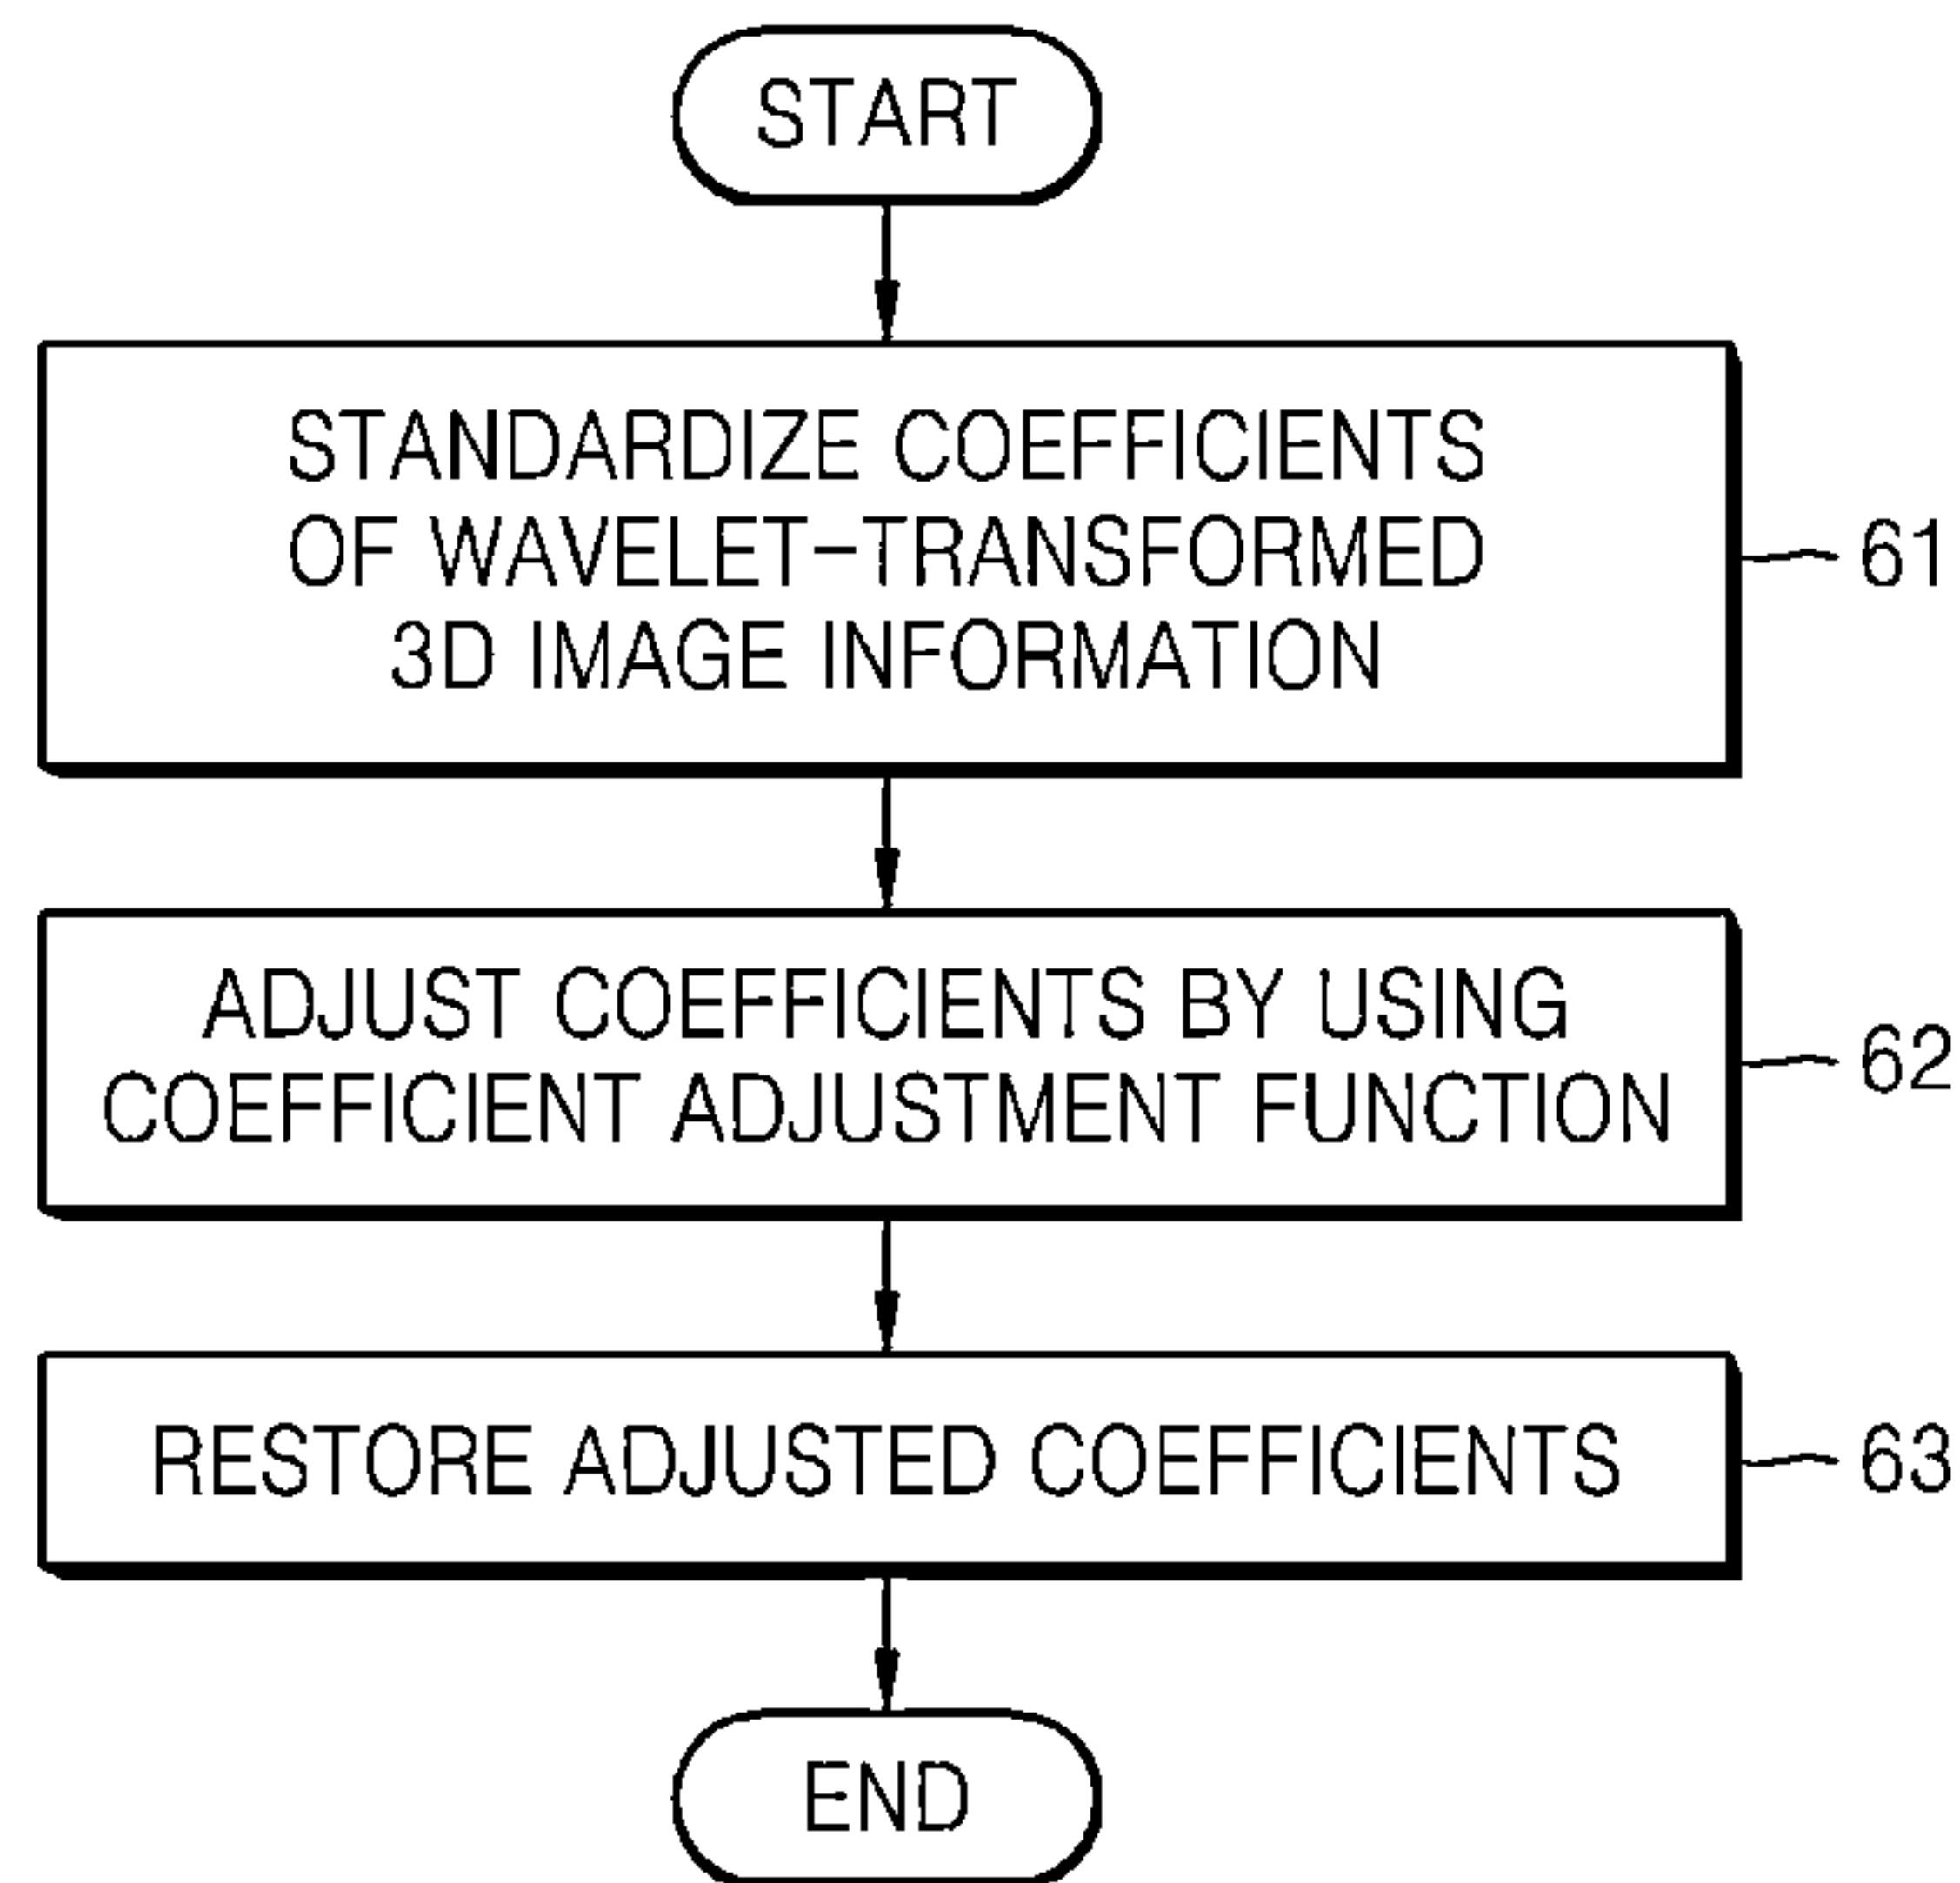 START
STANDARDIZE COEFFICIENTS
OF WAVELET-TRANSFORMED
3D IMAGE INFORMATION
61
ADJUST COEFFICIENTS BY USING
COEFFICIENT ADJUSTMENT FUNCTION
62
RESTORE ADJUSTED COEFFICIENTS
63
END